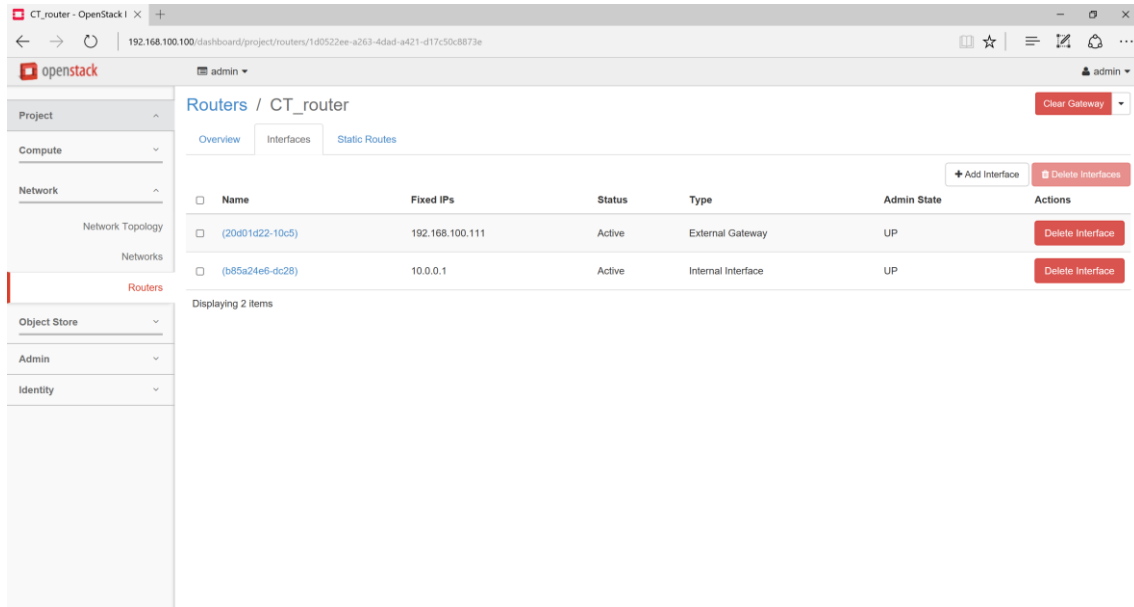 CT_router - OpenStack I
192.168.100.100/dashboard/project/routers/1d0522ee-a263-4dad-a421-d17c50c8873e
openstack
admin
admin
Project
Compute
Network
Network Topology
Networks
Routers
Object Store
Admin
Identity
Routers / CT_router
Clear Gateway
Overview Interfaces Static Routes
+ Add Interface Delete Interfaces
Name Fixed IPs Status Type Admin State Actions
(20d01d22-10c5) 192.168.100.111 Active External Gateway UP Delete Interface
(b85a24e6-dc28) 10.0.0.1 Active Internal Interface UP Delete Interface
Displaying 2 items